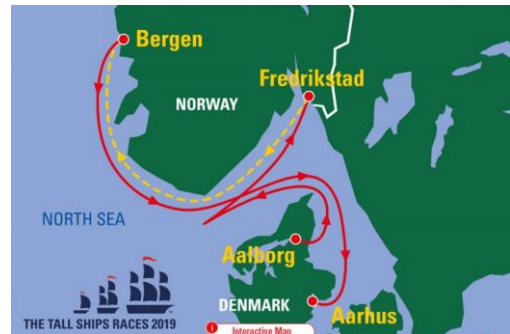 Bergen
Fredrikstad
NORWAY
NORTH SEA
Aalborg
DENMARK
Aarhus
THE TALL SHIPS RACES 2019
i Interactive Map